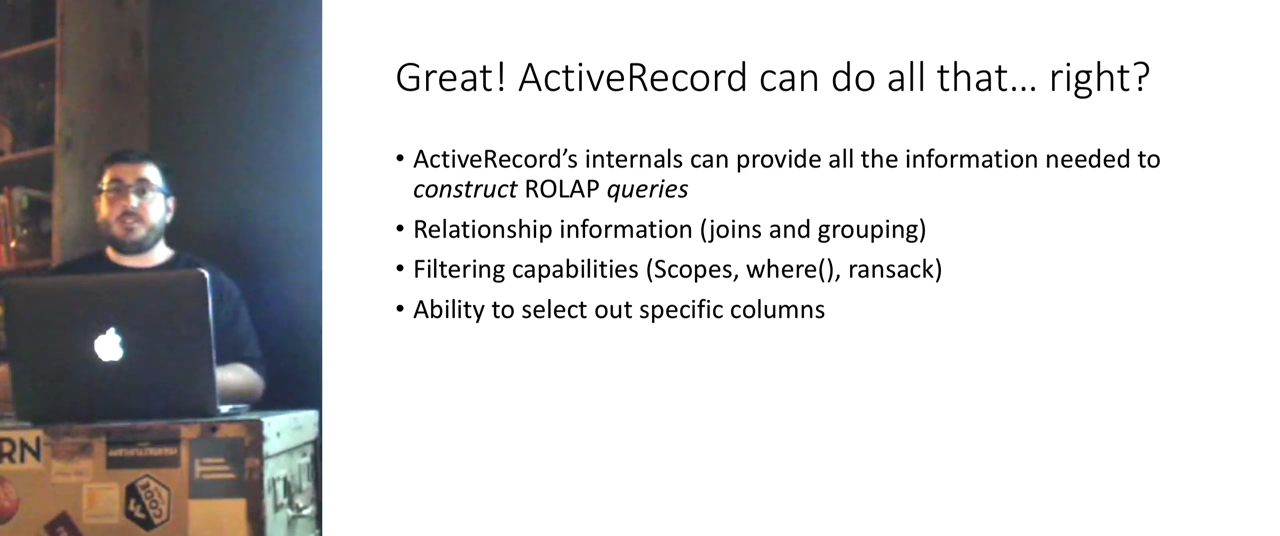 Great! ActiveRecord can do all that... right?
• ActiveRecord’s internals can provide all the information needed to
construct ROLAP queries
• Relationship information (joins and grouping)
• Filtering capabilities (Scopes, where(), ransack)
• Ability to select out specific columns
RN
CODE